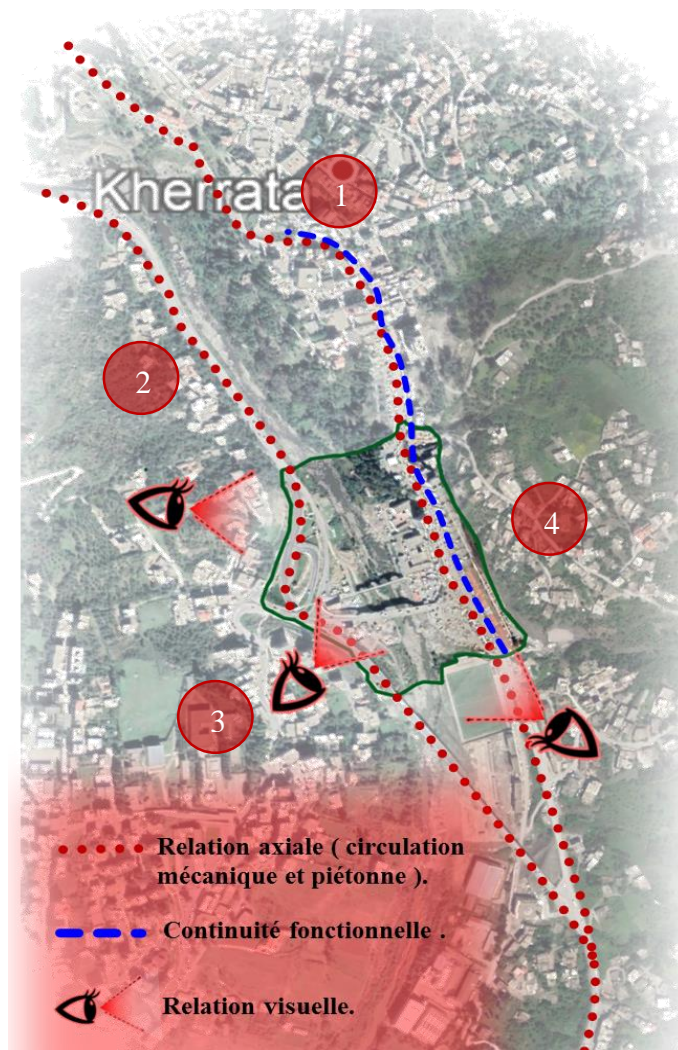 1
Kherrata
2
4
3
Relation axiale ( circulation
mécanique et piétonne ).
Continuité fonctionnelle .
Relation visuelle.